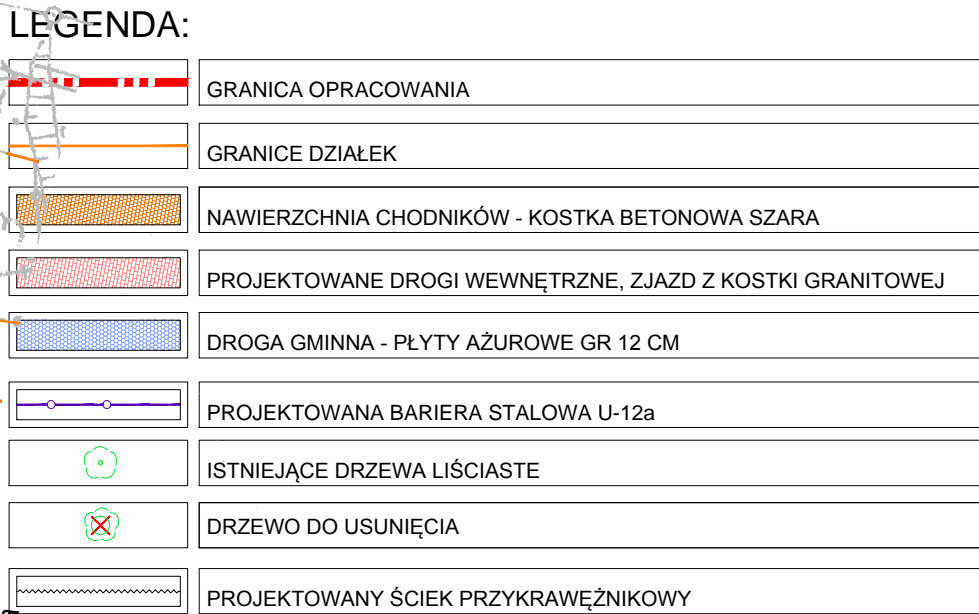 LEGENDA:
GRANICA OPRACOWANIA
GRANICE DZIAŁEK
NAWIERZCHNIA CHODNIKÓW - KOSTKA BETONOWA SZARA
PROJEKTOWANE DROGI WEWNĘTRZNE, ZJAZD Z KOSTKI GRANITOWEJ
DROGA GMINNA - PŁYTY AŻUROWE GR 12 CM
PROJEKTOWANA BARIERA STALOWA U-12a
ISTNIEJĄCE DRZEWA LIŚCIASTE
DRZEWO DO USUNIĘCIA
PROJEKTOWANY ŚCIEK PRZYKRAWĘŻNIKOWY